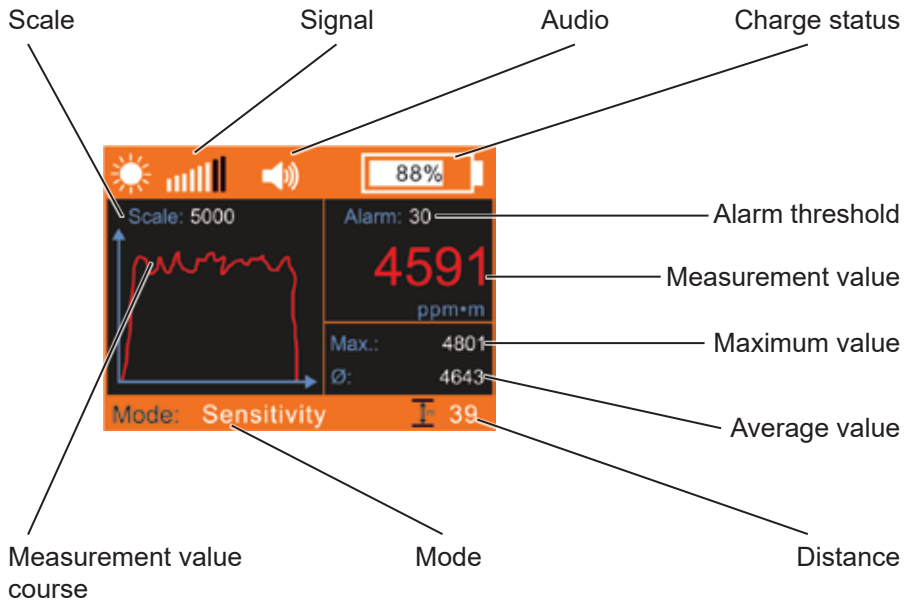 Scale
Signal
Audio
Charge status
88%
Scale: 5000
Alarm: 30
Alarm threshold
4591
Measurement value
ppm•m
Max.: 4801
Maximum value
Ø: 4643
Mode: Sensitivity
m 39
Average value
Measurement value
course
Mode
Distance